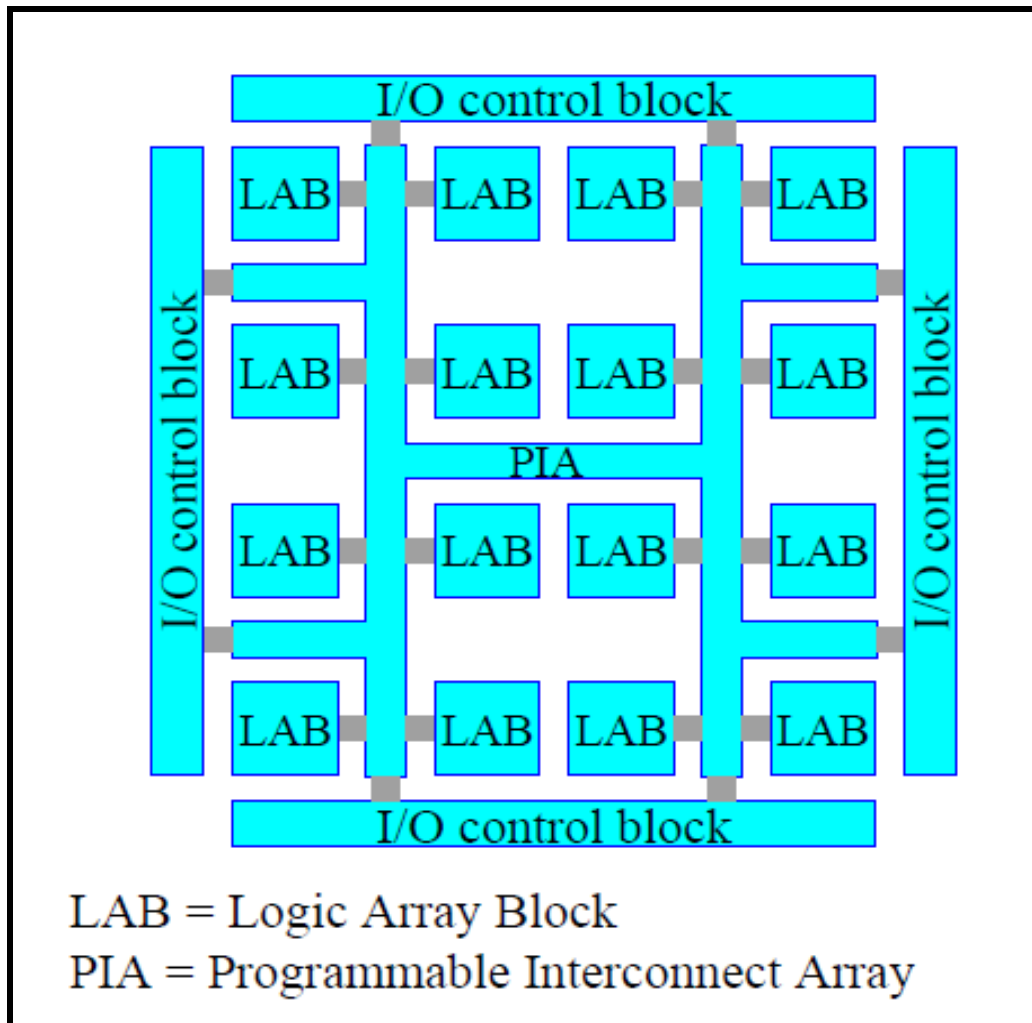 I/O control block
LAB LAB LAB LAB
I/O control block
I/O control block
LAB LAB LAB LAB
PIA
LAB LAB LAB LAB
LAB LAB LAB LAB
I/O control block
LAB = Logic Array Block
PIA = Programmable Interconnect Array